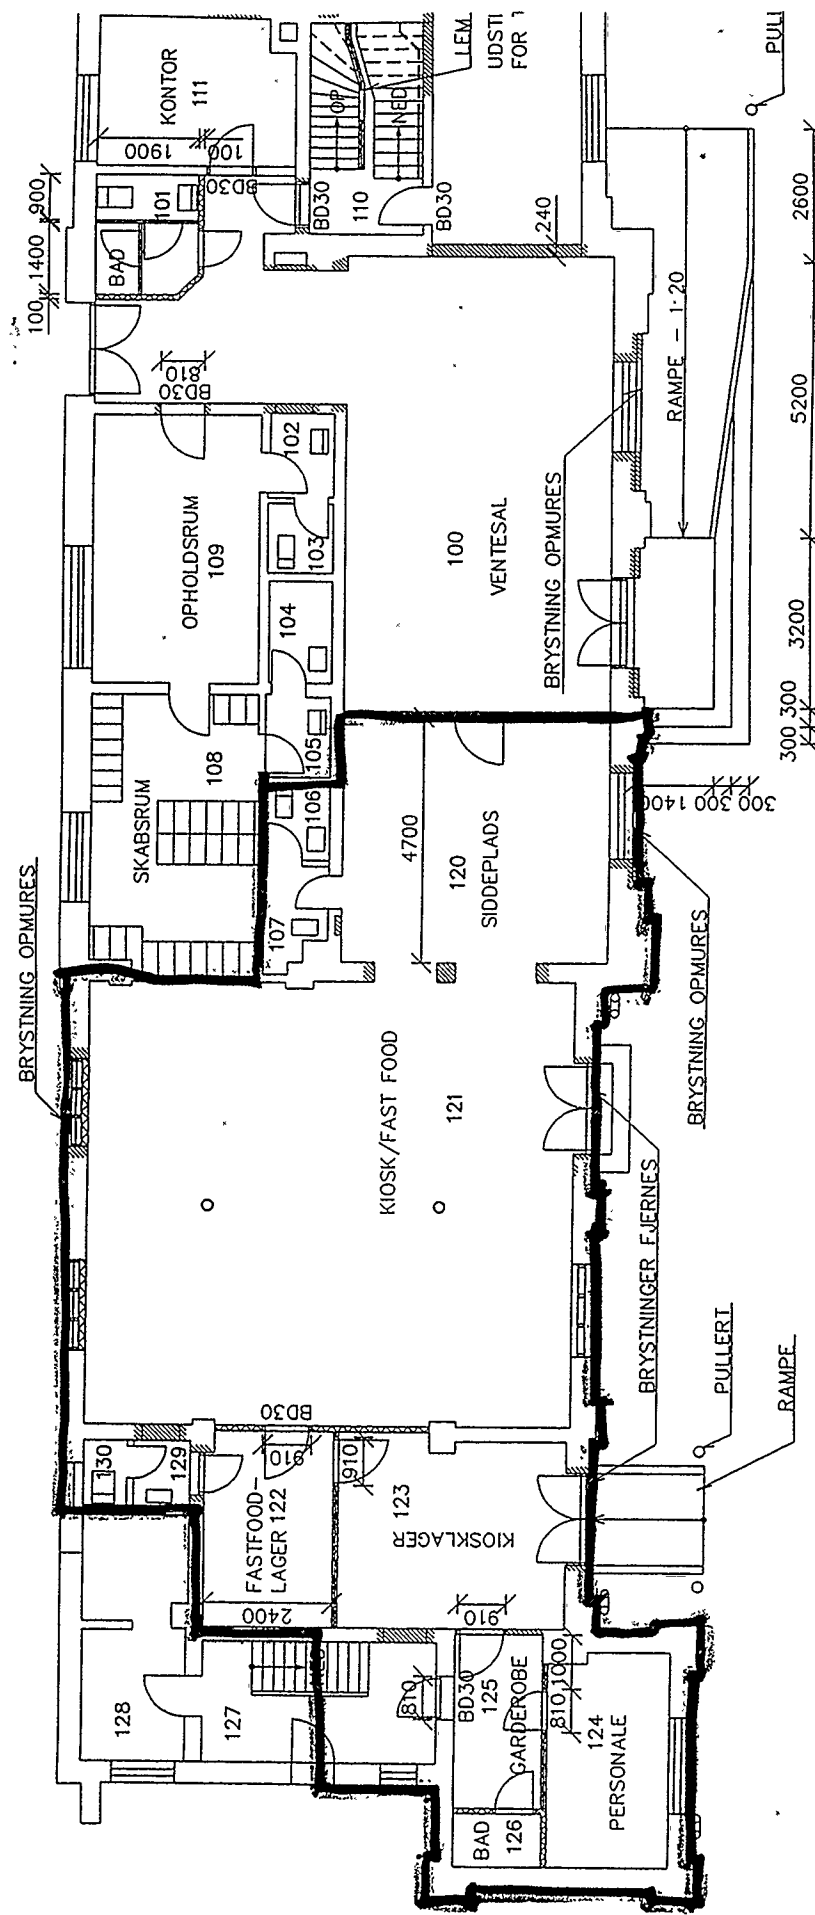 KONTOR
111
1900
100
BD30
900
1400
100
101
BAD
OP
NED
LEM
UDSTI
FOR
BD30
110
BD30
240
PULI
2600
5200
3200
300
300
RAMPE - 1:20
810
BD30
102
103
104
105
106
107
OPHOLDSRUM
109
100
VENTESAL
BRYSTNING OPMURES
SKABSRUM
108
4700
120
SIDDEPLADS
1400
300
300
BRYSTNING OPMURES
BRYSTNING OPMURES
KIOSK/FAST FOOD
121
BRYSTNINGER FJERNES
PULLERT
RAMPE
BD30
910
910
130
129
FASTFOOD-
LAGER 122
2400
123
KIOSKLAGER
910
128
127
810
BD30
125
GARDEROBE
810
1000
124
PERSONALE
BAD
126